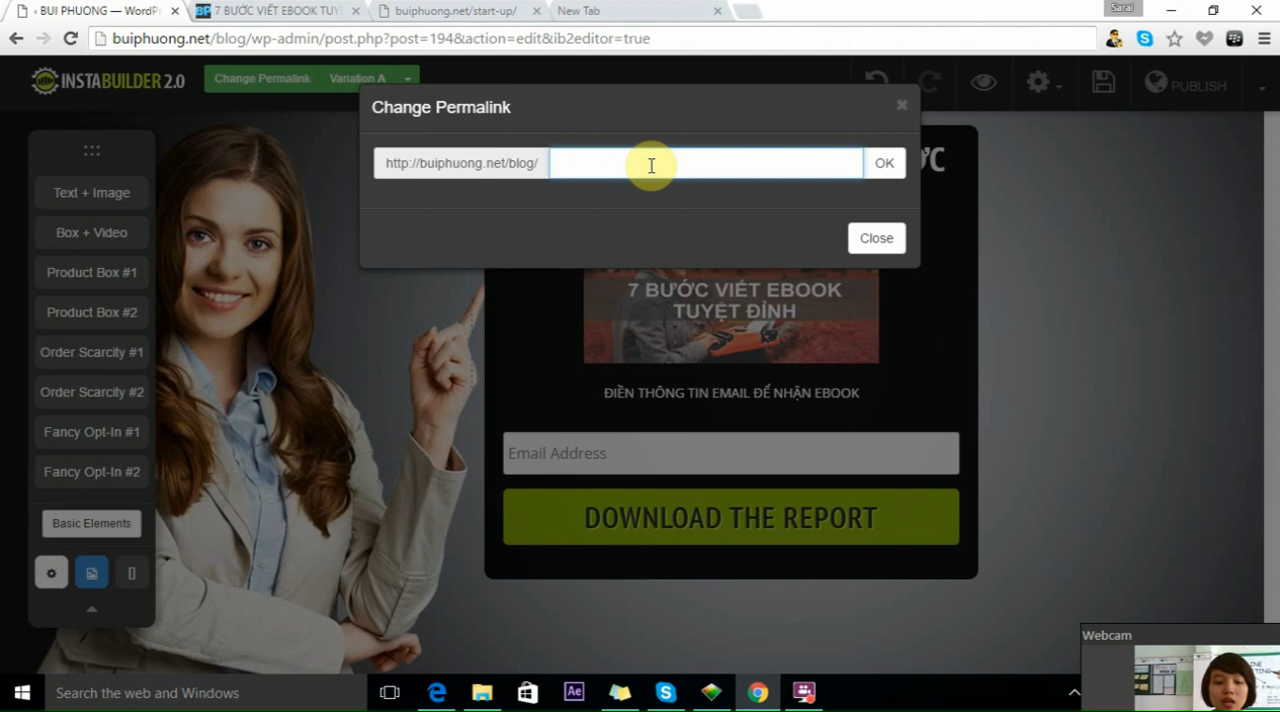 ‹ BUI PHUONG — WordPr
7 BƯỚC VIẾT EBOOK TUYỆ
buiphuong.net/start-up/
New Tab
Saral
buiphuong.net/blog/wp-admin/post.php?post=194&action=edit&ib2editor=true
INSTABUILDER 2.0
Change Permalink
Variation A
PUBLISH
Change Permalink
http://buiphuong.net/blog/
OK
Close
Text + Image
Box + Video
Product Box #1
Product Box #2
Order Scarcity #1
Order Scarcity #2
Fancy Opt-In #1
Fancy Opt-In #2
Basic Elements
7 BƯỚC VIẾT EBOOK
TUYỆT ĐỈNH
ĐIỀN THÔNG TIN EMAIL ĐỂ NHẬN EBOOK
Email Address
DOWNLOAD THE REPORT
Webcam
Search the web and Windows
Ae